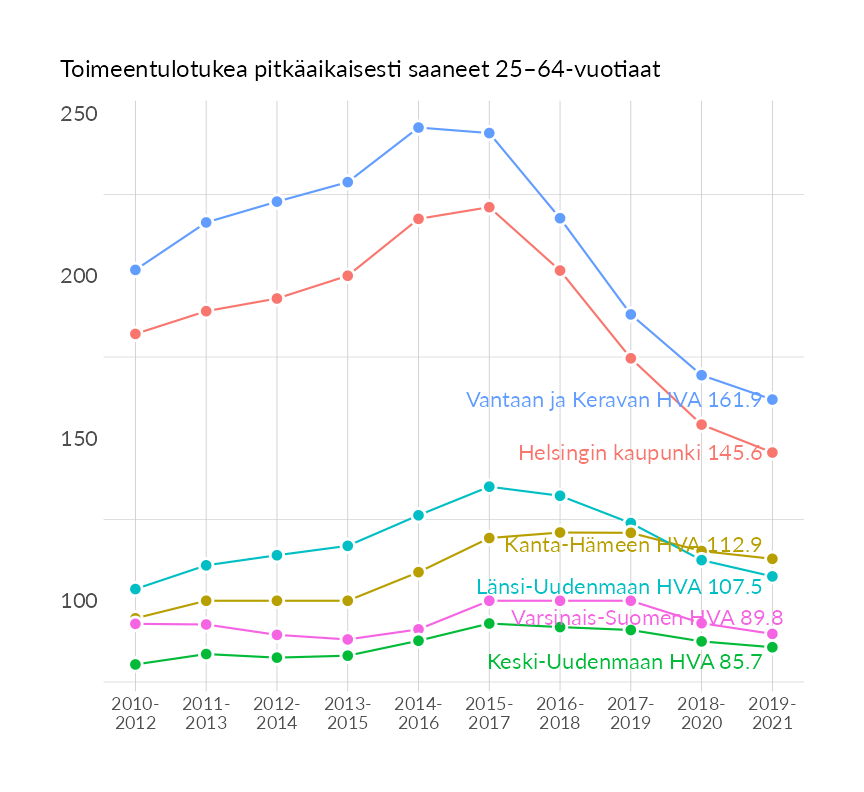 Toimeentulotukea pitkäaikaisesti saaneet 25–64-vuotiaat
250
200
150
100
Vantaan ja Keravan HVA 161.9
Helsingin kaupunki 145.6
Kanta-Hämeen HVA 112.9
Länsi-Uudenmaan HVA 107.5
Varsinais-Suomen HVA 89.8
Keski-Uudenmaan HVA 85.7
2010- 2011- 2012- 2013- 2014- 2015- 2016- 2017- 2018- 2019-
2012 2013 2014 2015 2016 2017 2018 2019 2020 2021